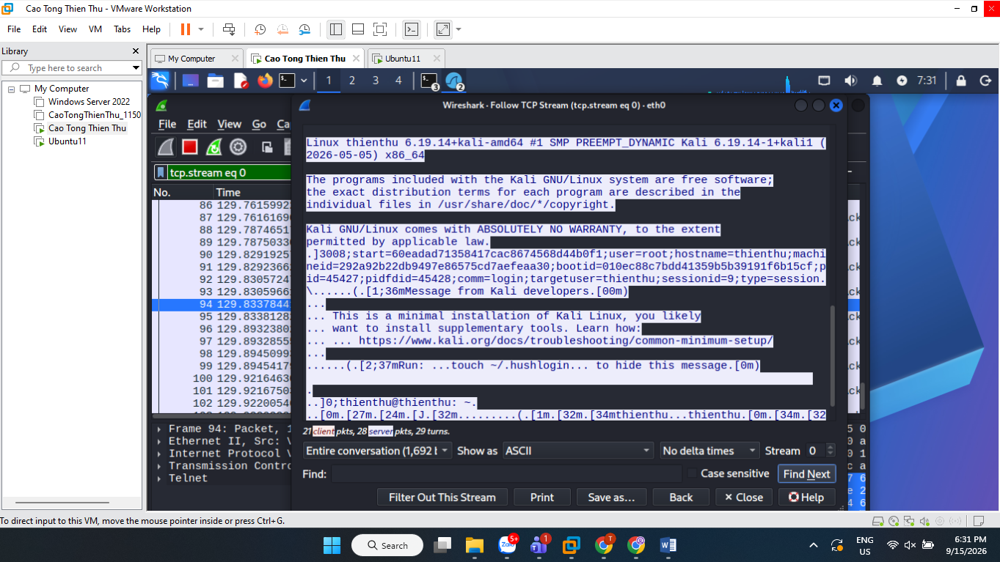 Cao Tong Thien Thu - VMware Workstation
File Edit View VM Tabs Help
Library
Type here to search
My Computer
Windows Server 2022
CaoTongThienThu_1150
Cao Tong Thien Thu
Ubuntu11
My Computer Cao Tong Thien Thu Ubuntu11
1 2 3 4 3 2 7:31
Wireshark · Follow TCP Stream (tcp.stream eq 0) · eth0
File Edit View Go Ca
tcp.stream eq 0
No. Time
86 129.7615992
87 129.7616169
88 129.7874651
89 129.7875033
90 129.8291925
91 129.8292366
92 129.8305724
93 129.8305966
94 129.8337844
95 129.8338128
96 129.8932380
97 129.8932855
98 129.8945099
99 129.8945417
100 129.9216463
101 129.9216750
102 129.9220054
Frame 94: Packet, 1
Ethernet II, Src: V
Internet Protocol V
Transmission Contro
Telnet
Linux thienthu 6.19.14+kali-amd64 #1 SMP PREEMPT_DYNAMIC Kali 6.19.14-1+kali1 (
2026-05-05) x86_64
The programs included with the Kali GNU/Linux system are free software;
the exact distribution terms for each program are described in the
individual files in /usr/share/doc/*/copyright.
Kali GNU/Linux comes with ABSOLUTELY NO WARRANTY, to the extent
permitted by applicable law.
.]3008;start=60eadad71358417cac8674568d44b0f1;user=root;hostname=thienthu;machi
neid=292a92b22db9497e86575cd7aefeaa30;bootid=010ec88c7bdd41359b5b39191f6b15cf;p
id=45427;pidfdid=45428;comm=login;targetuser=thienthu;sessionid=9;type=session.
\......(.[1;36mMessage from Kali developers.[00m)
...
... This is a minimal installation of Kali Linux, you likely
... want to install supplementary tools. Learn how:
... ... https://www.kali.org/docs/troubleshooting/common-minimum-setup/
...
......(.[2;37mRun: ...touch ~/.hushlogin... to hide this message.[0m)
.
..]0;thienthu@thienthu: ~.
..[0m.[27m.[24m.[J.[32m.........(.[1m.[32m.[34mthienthu...thienthu.[0m.[34m.[32
21 client pkts, 28 server pkts, 29 turns.
Entire conversation (1,692 b Show as ASCII No delta times Stream 0
Find: Case sensitive Find Next
Filter Out This Stream Print Save as… Back Close Help
To direct input to this VM, move the mouse pointer inside or press Ctrl+G.
Search
Zalo 5+
1
T
ENG
US
6:31 PM
9/15/2026